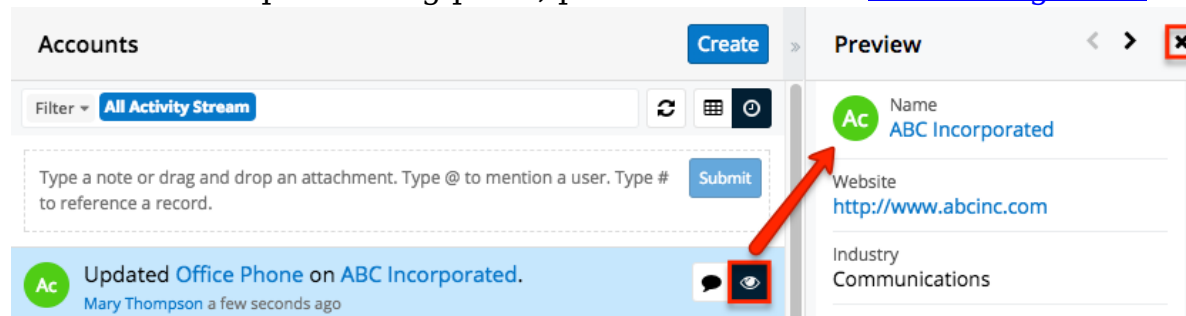 Accounts
Create
»
Preview
Filter
All Activity Stream
Type a note or drag and drop an attachment. Type @ to mention a user. Type #
to reference a record.
Submit
Ac
Updated Office Phone on ABC Incorporated.
Mary Thompson a few seconds ago
Ac
Name
ABC Incorporated
Website
http://www.abcinc.com
Industry
Communications